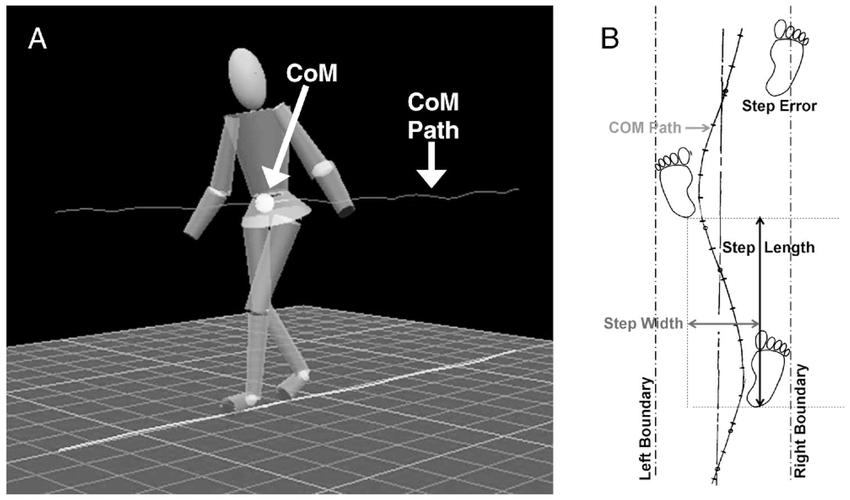 A
CoM
CoM
Path
B
Step Error
COM Path
Step Length
Step Width
Left Boundary
Right Boundary